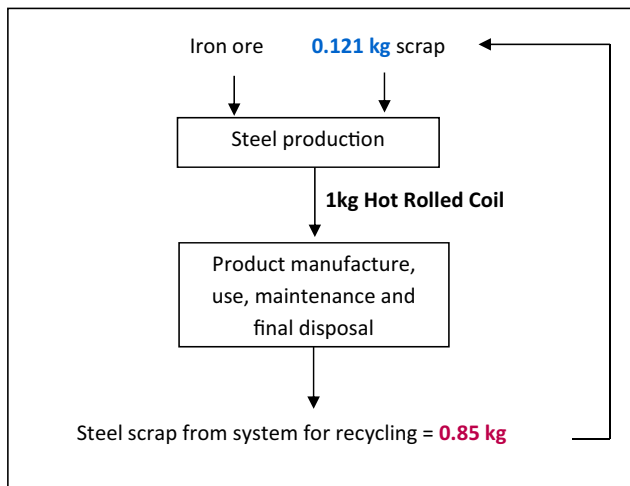 Iron ore 0.121 kg scrap
Steel production
1kg Hot Rolled Coil
Product manufacture,
use, maintenance and
final disposal
Steel scrap from system for recycling = 0.85 kg